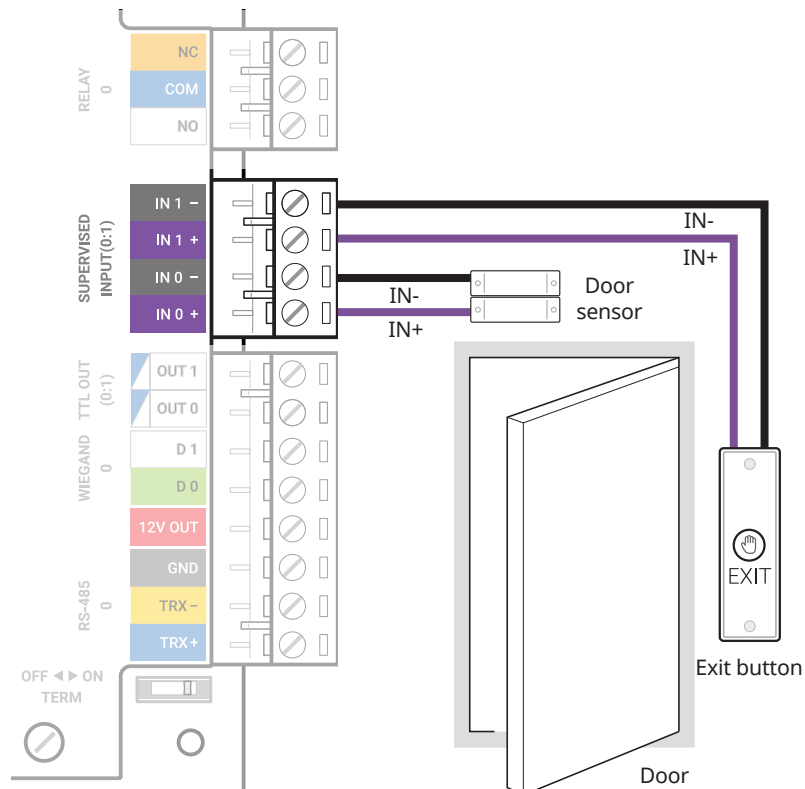 RELAY
0
NC
COM
NO
SUPERVISED
INPUT(0:1)
IN 1 –
IN 1 +
IN 0 –
IN 0 +
IN-
IN+
IN-
IN+
Door
sensor
TTL OUT
(0:1)
OUT 1
OUT 0
WIEGAND
0
D 1
D 0
12V OUT
RS-485
0
GND
TRX –
TRX +
OFF ◄ ► ON
TERM
EXIT
Exit button
Door